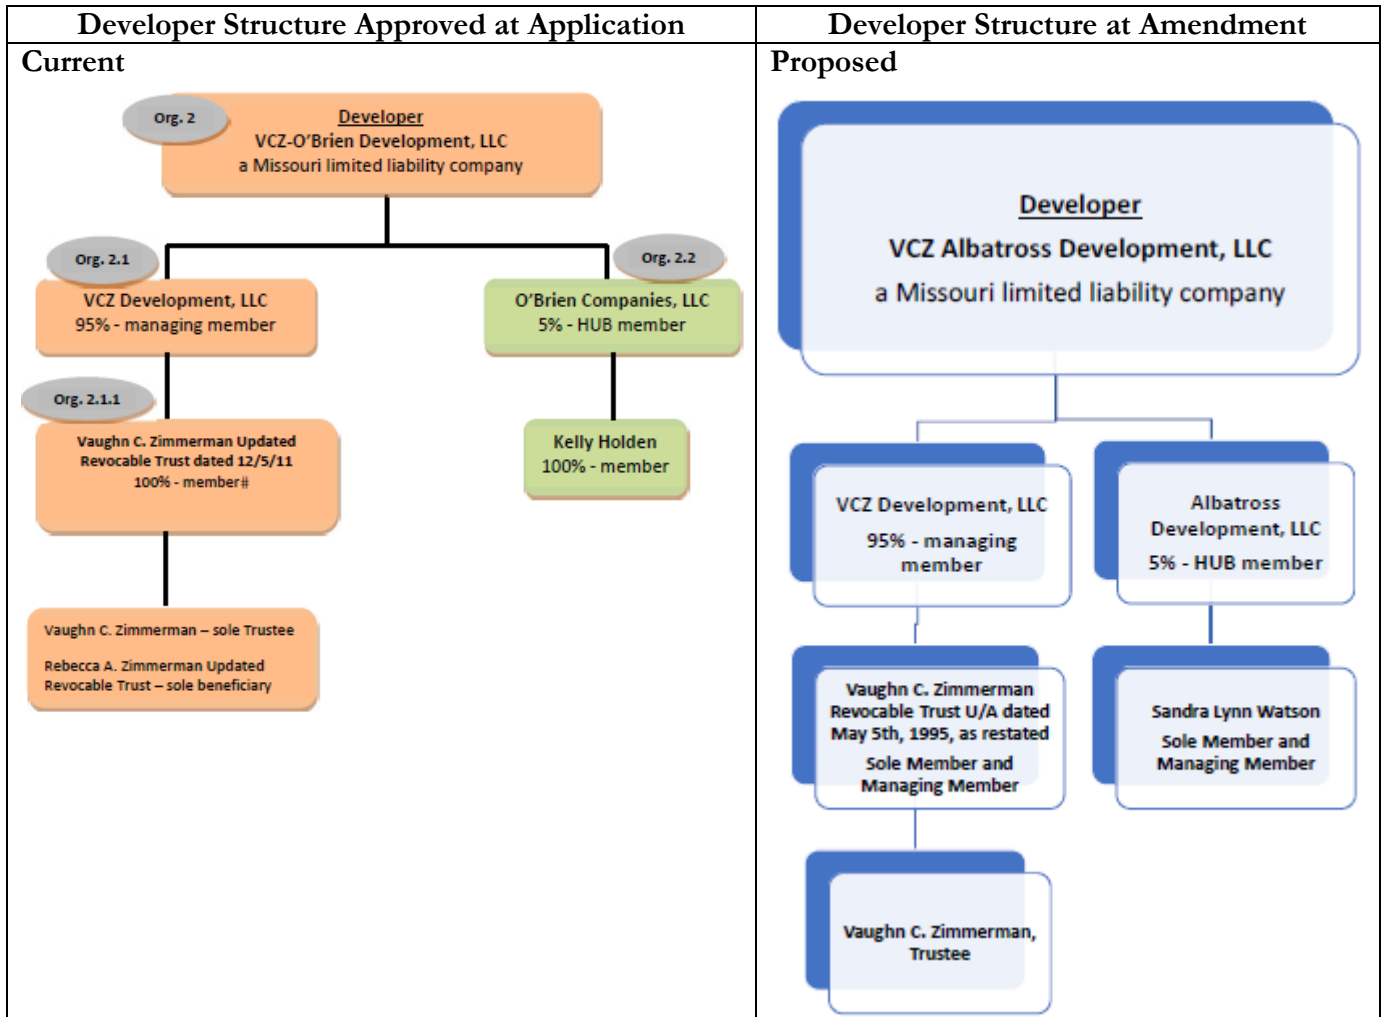 Developer Structure Approved at Application
Developer Structure at Amendment
Current
Org. 2
Developer
VCZ-O'Brien Development, LLC
a Missouri limited liability company
Org. 2.1
VCZ Development, LLC
95% - managing member
Org. 2.2
O'Brien Companies, LLC
5% - HUB member
Org. 2.1.1
Vaughn C. Zimmerman Updated
Revocable Trust dated 12/5/11
100% - member#
Kelly Holden
100% - member
Vaughn C. Zimmerman – sole Trustee
Rebecca A. Zimmerman Updated
Revocable Trust – sole beneficiary
Proposed
Developer
VCZ Albatross Development, LLC
a Missouri limited liability company
VCZ Development, LLC
95% - managing
member
Albatross
Development, LLC
5% - HUB member
Vaughn C. Zimmerman
Revocable Trust U/A dated
May 5th, 1995, as restated
Sole Member and
Managing Member
Sandra Lynn Watson
Sole Member and
Managing Member
Vaughn C. Zimmerman,
Trustee